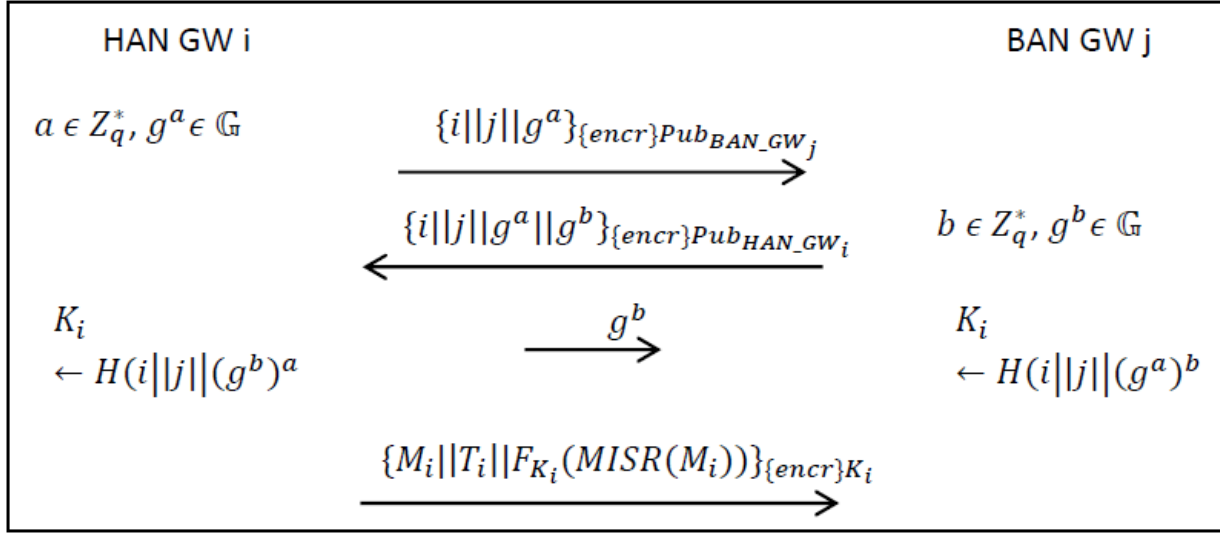 HAN GW i BAN GW j
a ϵ Z_q^*, g^a ϵ 𝔾
{i||j||g^a}_{{encr}Pub_{BAN_GW_j}}
{i||j||g^a||g^b}_{{encr}Pub_{HAN_GW_i}}
b ϵ Z_q^*, g^b ϵ 𝔾
K_i
← H(i||j||(g^b)^a
g^b
K_i
← H(i||j||(g^a)^b
{M_i||T_i||F_{K_i}(MISR(M_i))}_{{encr}K_i}